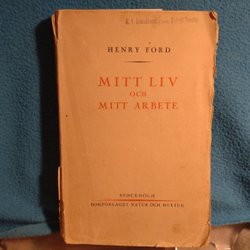 HENRY FORD
MITT LIV
OCH
MITT ARBETE
STOCKHOLM
BOKFÖRLAGET NATUR OCH KULTUR